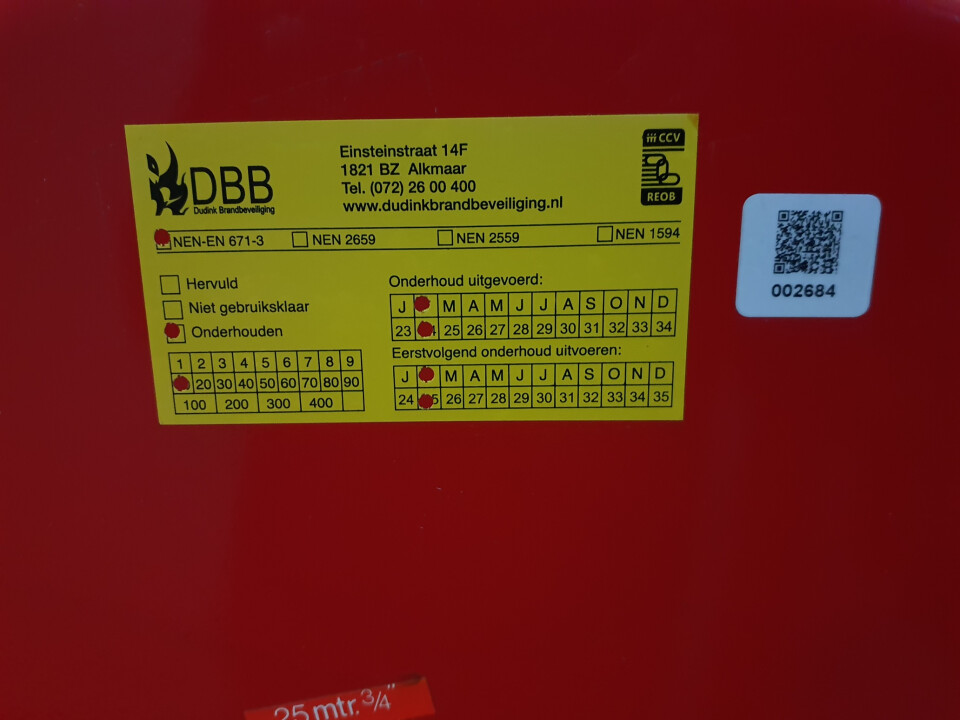 DBB
Dudink Brandbeveiliging
Einsteinstraat 14F
1821 BZ Alkmaar
Tel. (072) 26 00 400
www.dudinkbrandbeveiliging.nl
CCV
REOB
NEN-EN 671-3 NEN 2659 NEN 2559 NEN 1594
Hervuld
Niet gebruiksklaar
Onderhouden
1 2 3 4 5 6 7 8 9
20 30 40 50 60 70 80 90
100 200 300 400
Onderhoud uitgevoerd:
J M A M J J A S O N D
23 25 26 27 28 29 30 31 32 33 34
Eerstvolgend onderhoud uitvoeren:
J M A M J J A S O N D
24 26 27 28 29 30 31 32 33 34 35
002684
25 mtr. 3/4"